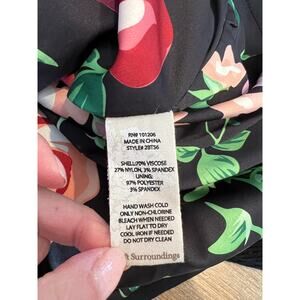 RN# 101206
MADE IN CHINA
STYLE# 2BT56
SHELL:70% VISCOSE
27% NYLON, 3% SPANDEX
LINING:
97% POLYESTER
3% SPANDEX
HAND WASH COLD
ONLY NON-CHLORINE
BLEACH WHEN NEEDED
LAY FLAT TO DRY
COOL IRON IF NEEDED
DO NOT DRY CLEAN
ft Surroundings